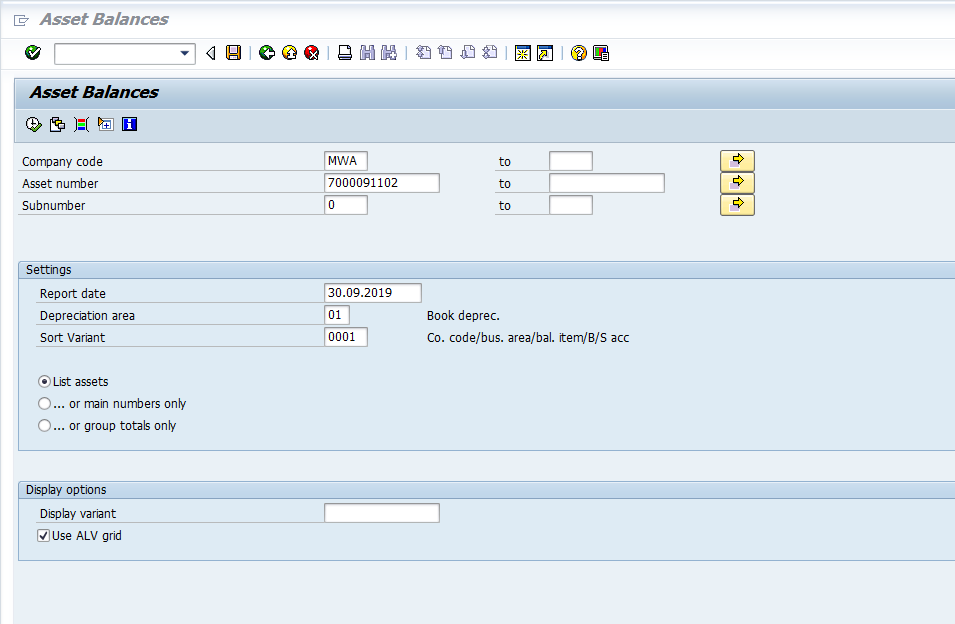 Asset Balances
Asset Balances
Company code MWA to
Asset number 7000091102 to
Subnumber 0 to
Settings
Report date 30.09.2019
Depreciation area 01 Book deprec.
Sort Variant 0001 Co. code/bus. area/bal. item/B/S acc
List assets
... or main numbers only
... or group totals only
Display options
Display variant
Use ALV grid